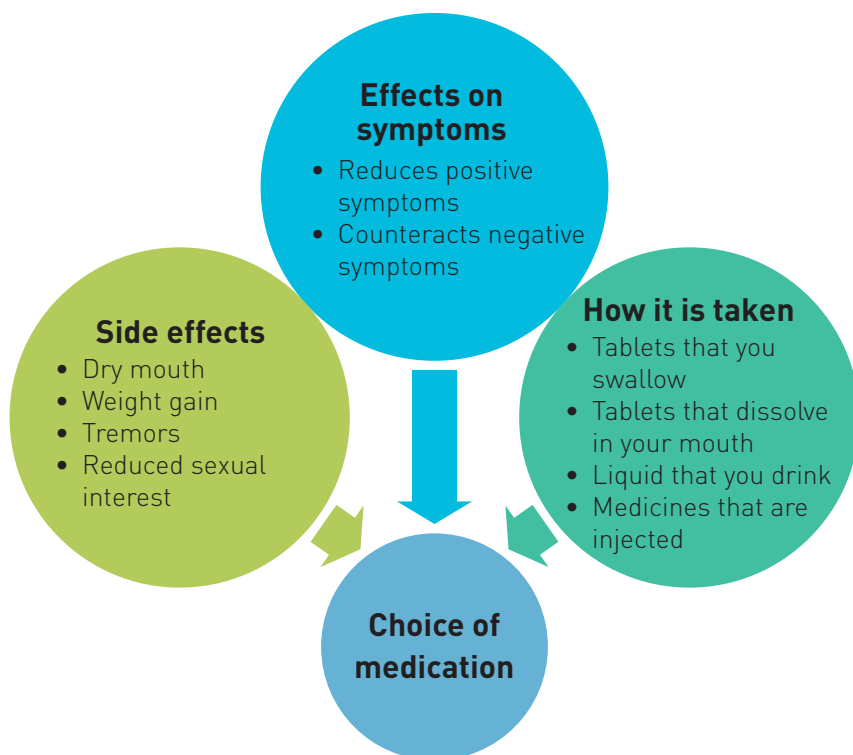 Effects on
symptoms
• Reduces positive
symptoms
• Counteracts negative
symptoms
Side effects
• Dry mouth
• Weight gain
• Tremors
• Reduced sexual
interest
How it is taken
• Tablets that you
swallow
• Tablets that dissolve
in your mouth
• Liquid that you drink
• Medicines that are
injected
Choice of
medication